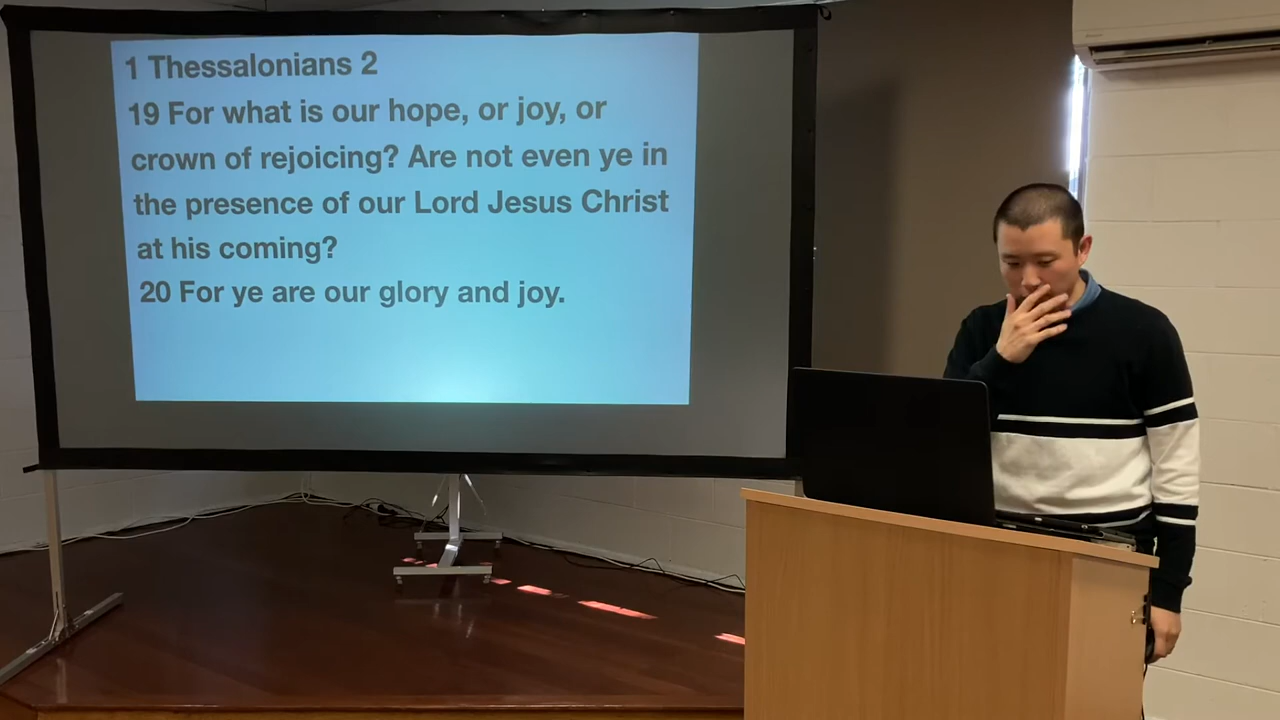 1 Thessalonians 2
19 For what is our hope, or joy, or
crown of rejoicing? Are not even ye in
the presence of our Lord Jesus Christ
at his coming?
20 For ye are our glory and joy.